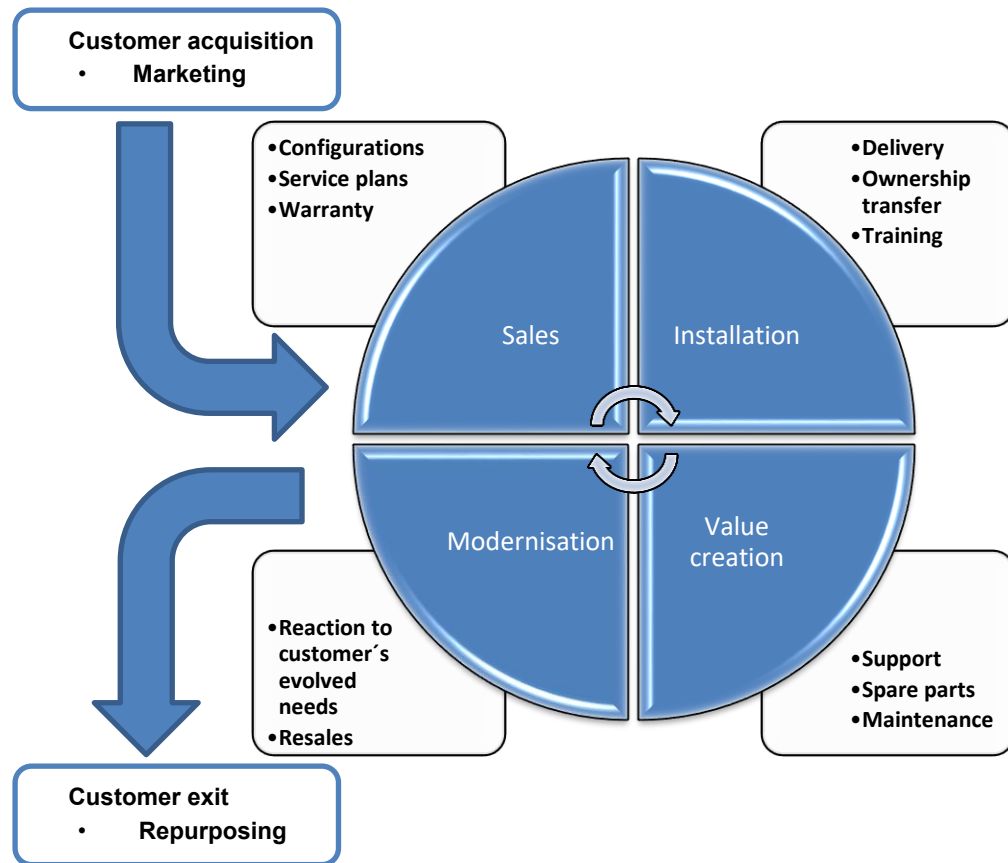 Customer acquisition
• Marketing
•Configurations
•Service plans
•Warranty
•Delivery
•Ownership
transfer
•Training
Sales
Installation
Modernisation
Value
creation
•Reaction to
customer´s
evolved
needs
•Resales
•Support
•Spare parts
•Maintenance
Customer exit
• Repurposing